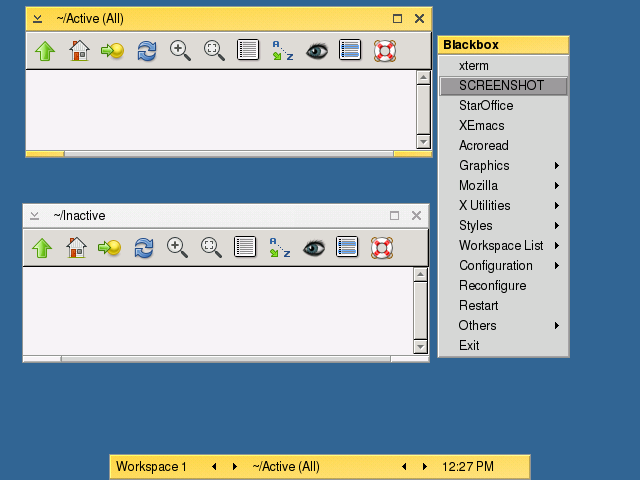 ~/Active (All)
~/Inactive
Blackbox
xterm
SCREENSHOT
StarOffice
XEmacs
Acroread
Graphics
Mozilla
X Utilities
Styles
Workspace List
Configuration
Reconfigure
Restart
Others
Exit
Workspace 1 ~/Active (All) 12:27 PM